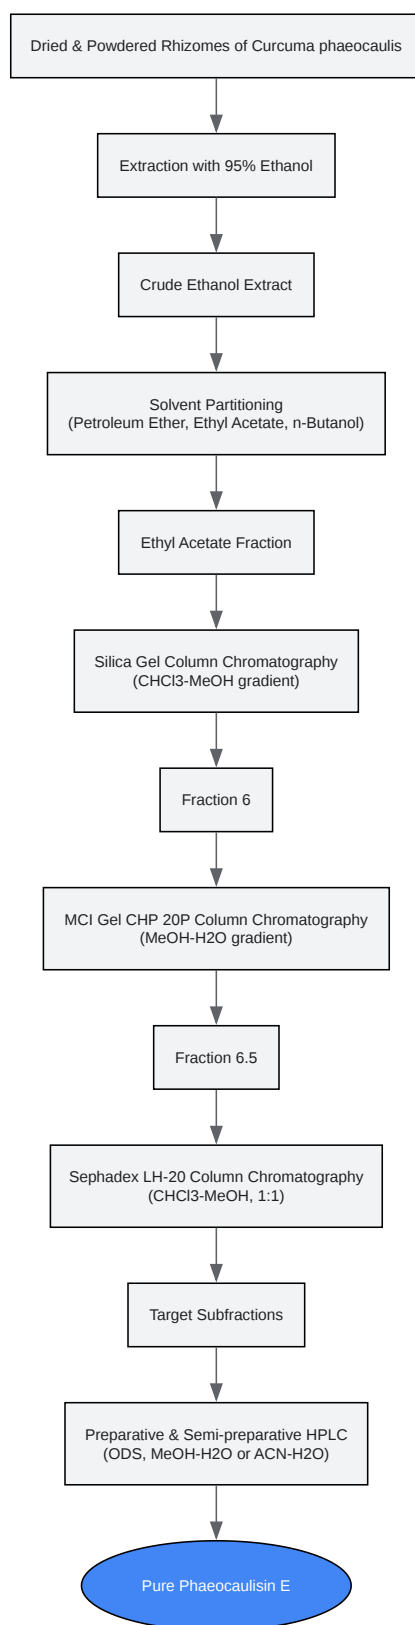 Dried & Powdered Rhizomes of Curcuma phaeocaulis
Extraction with 95% Ethanol
Crude Ethanol Extract
Solvent Partitioning
(Petroleum Ether, Ethyl Acetate, n-Butanol)
Ethyl Acetate Fraction
Silica Gel Column Chromatography
(CHCl3-MeOH gradient)
Fraction 6
MCI Gel CHP 20P Column Chromatography
(MeOH-H2O gradient)
Fraction 6.5
Sephadex LH-20 Column Chromatography
(CHCl3-MeOH, 1:1)
Target Subfractions
Preparative & Semi-preparative HPLC
(ODS, MeOH-H2O or ACN-H2O)
Pure Phaeocaulisin E